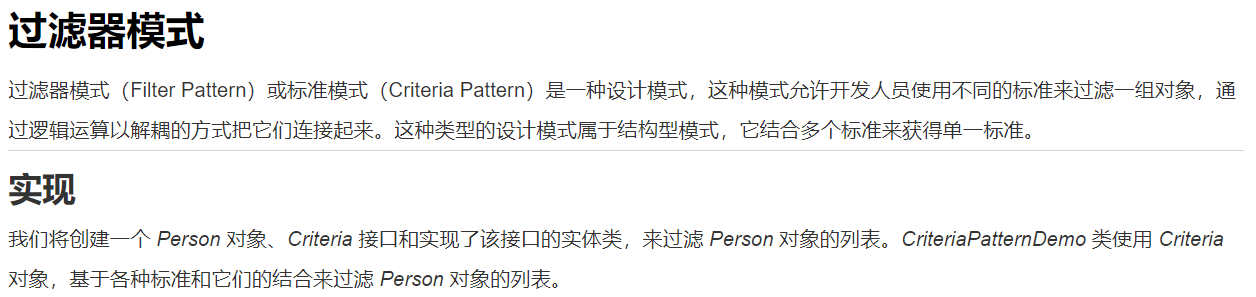 过滤器模式
过滤器模式（Filter Pattern）或标准模式（Criteria Pattern）是一种设计模式，这种模式允许开发人员使用不同的标准来过滤一组对象，通
过逻辑运算以解耦的方式把它们连接起来。这种类型的设计模式属于结构型模式，它结合多个标准来获得单一标准。
实现
我们将创建一个 Person 对象、Criteria 接口和实现了该接口的实体类，来过滤 Person 对象的列表。CriteriaPatternDemo 类使用 Criteria
对象，基于各种标准和它们的结合来过滤 Person 对象的列表。